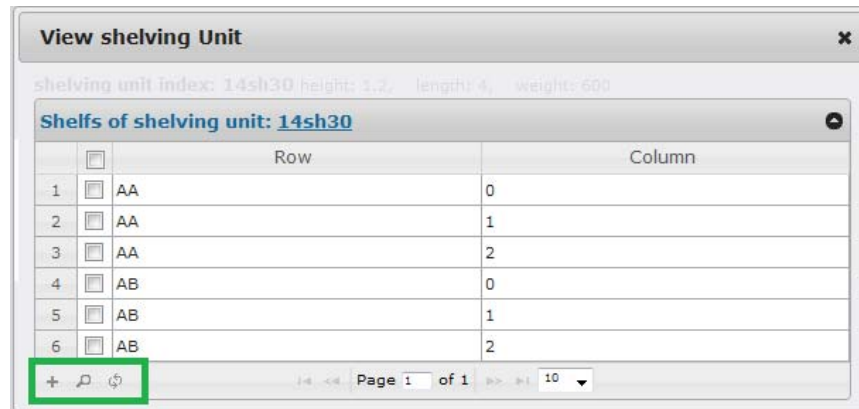 View shelving Unit
shelving unit index: 14sh30 height: 1.2, length: 4, weight: 600
Shelfs of shelving unit: 14sh30
Row Column
1 AA 0
2 AA 1
3 AA 2
4 AB 0
5 AB 1
6 AB 2
Page 1 of 1 10